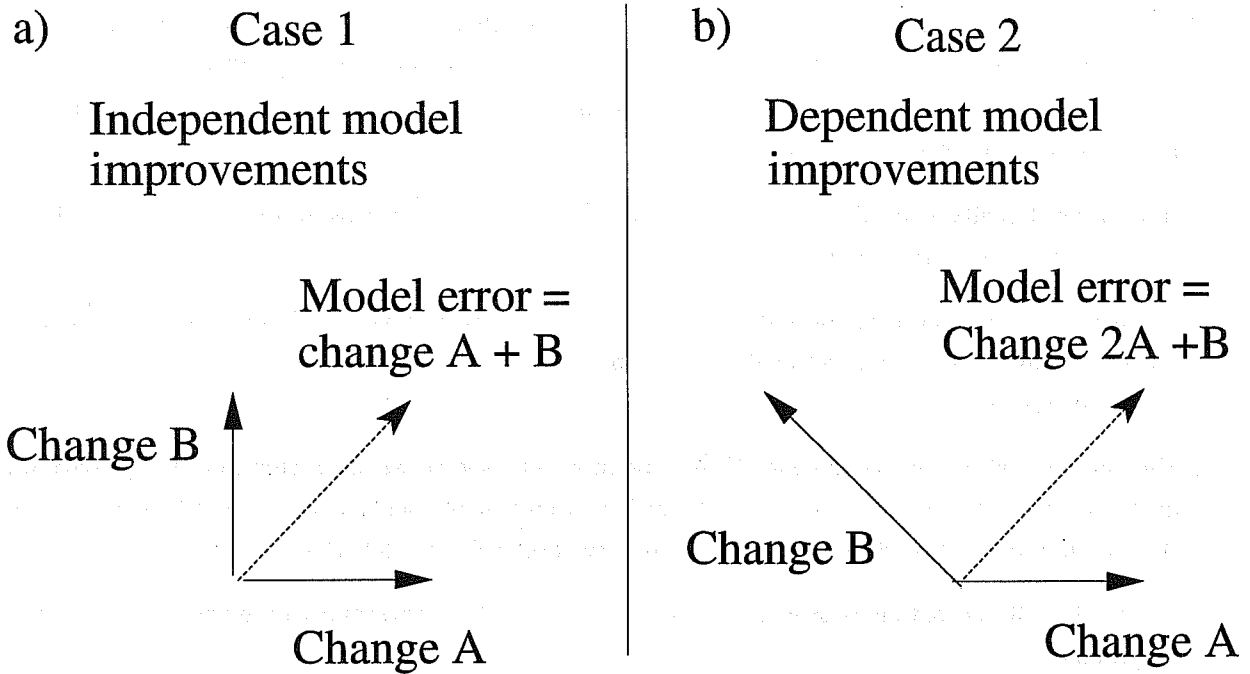 a)
Case 1
Independent model
improvements
Model error =
change A + B
Change B
Change A
b)
Case 2
Dependent model
improvements
Model error =
Change 2A +B
Change B
Change A